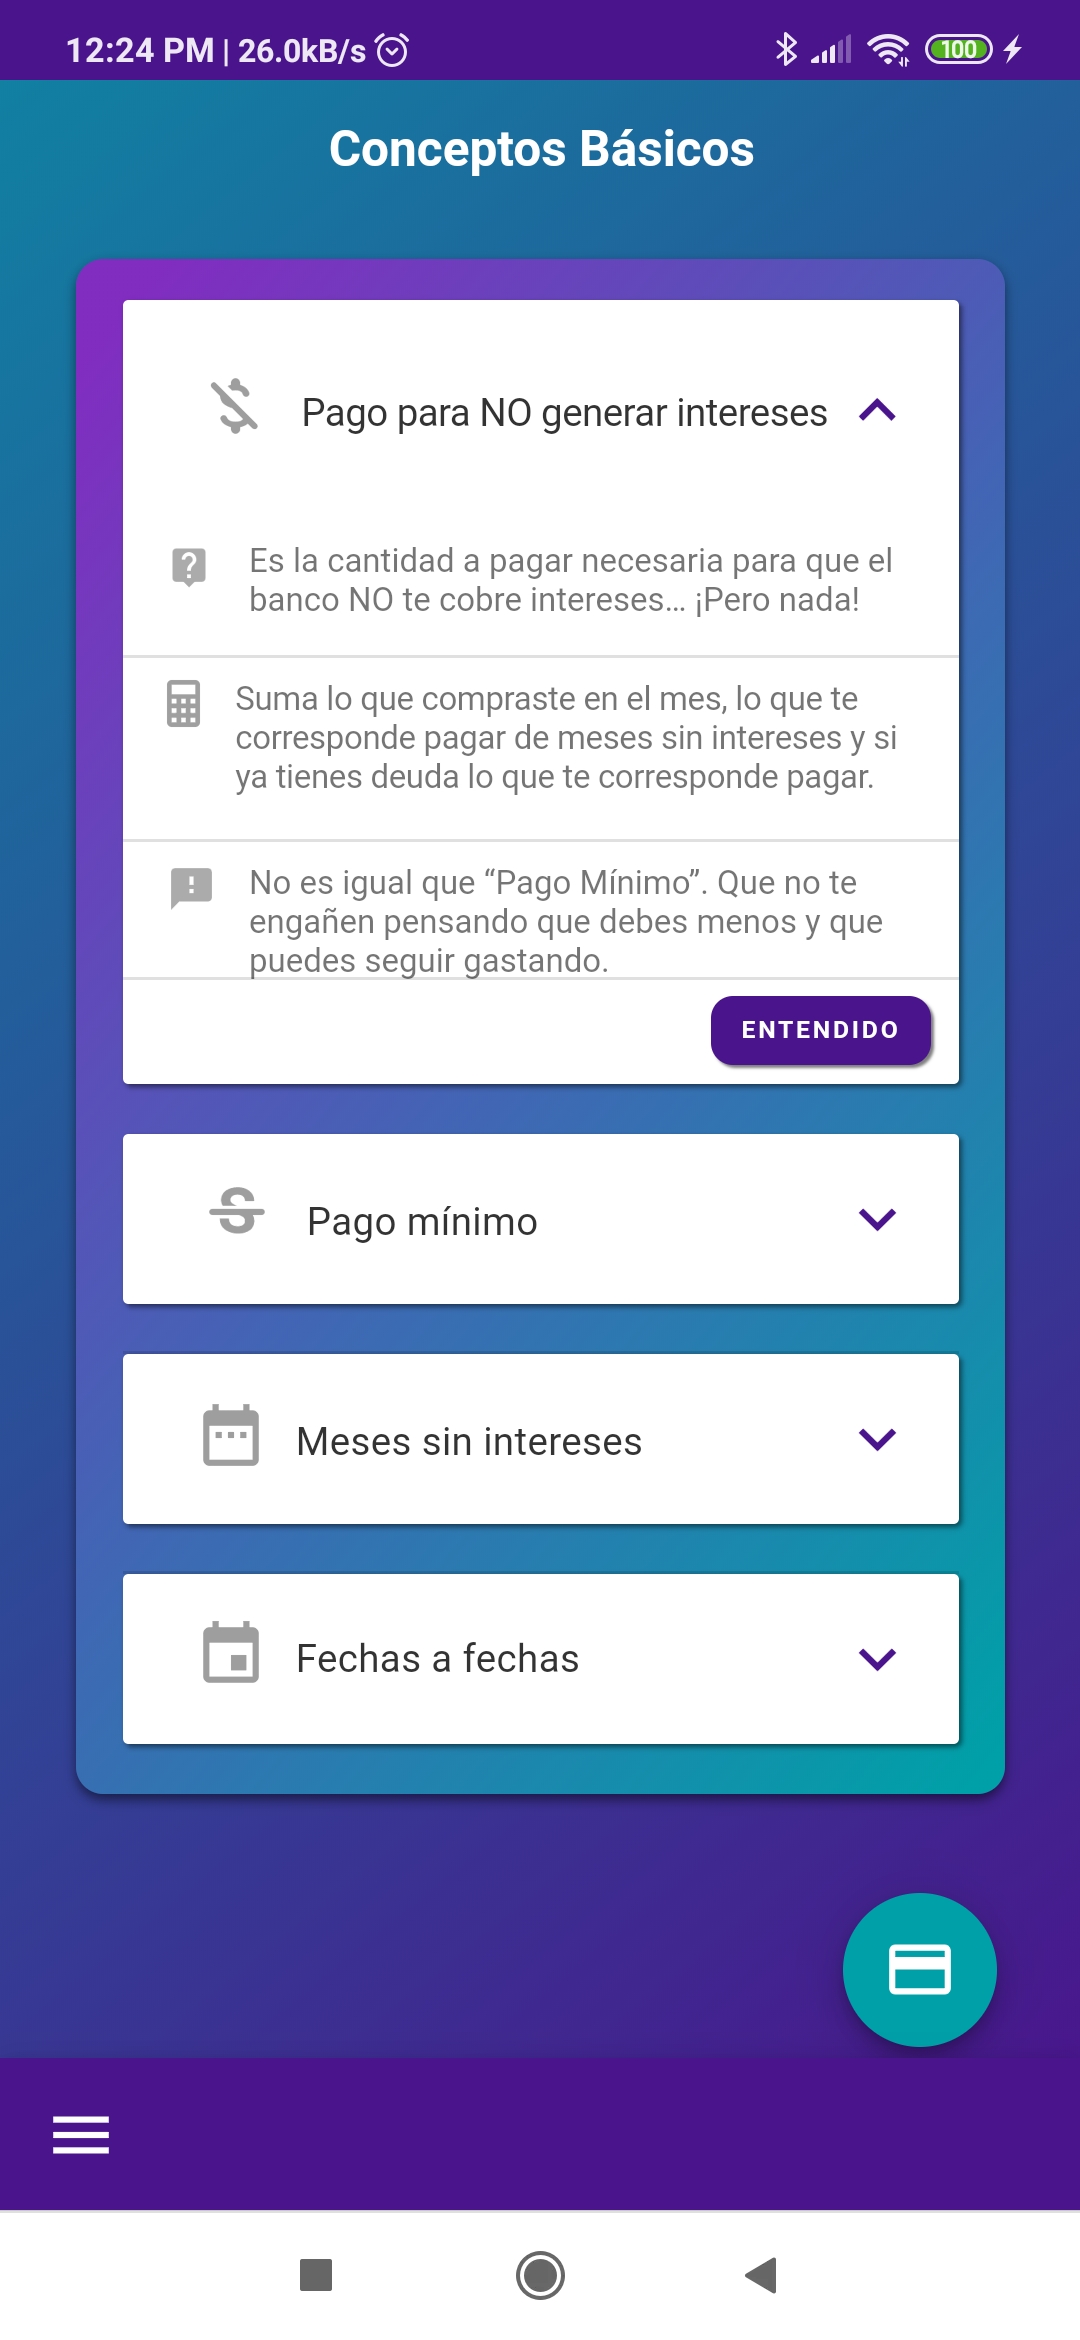 12:24 PM | 26.0kB/s
100
Conceptos Básicos
Pago para NO generar intereses
Es la cantidad a pagar necesaria para que el
banco NO te cobre intereses... ¡Pero nada!
Suma lo que compraste en el mes, lo que te
corresponde pagar de meses sin intereses y si
ya tienes deuda lo que te corresponde pagar.
No es igual que “Pago Mínimo”. Que no te
engañen pensando que debes menos y que
puedes seguir gastando.
ENTENDIDO
Pago mínimo
Meses sin intereses
Fechas a fechas